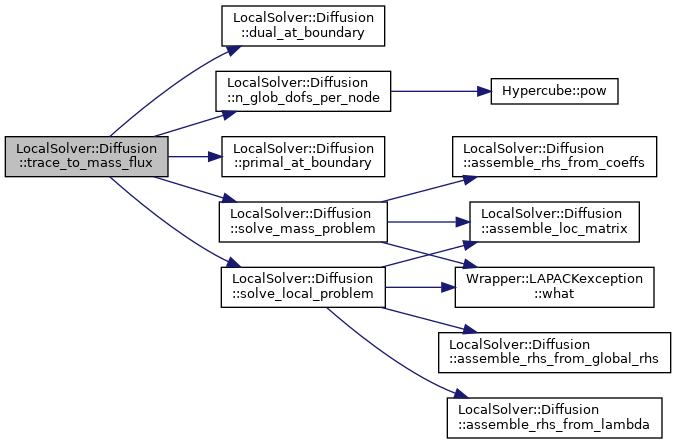 LocalSolver::Diffusion
::trace_to_mass_flux
LocalSolver::Diffusion
::dual_at_boundary
LocalSolver::Diffusion
::n_glob_dofs_per_node
Hypercube::pow
LocalSolver::Diffusion
::primal_at_boundary
LocalSolver::Diffusion
::solve_mass_problem
LocalSolver::Diffusion
::assemble_rhs_from_coeffs
LocalSolver::Diffusion
::assemble_loc_matrix
Wrapper::LAPACKexception
::what
LocalSolver::Diffusion
::solve_local_problem
LocalSolver::Diffusion
::assemble_rhs_from_global_rhs
LocalSolver::Diffusion
::assemble_rhs_from_lambda